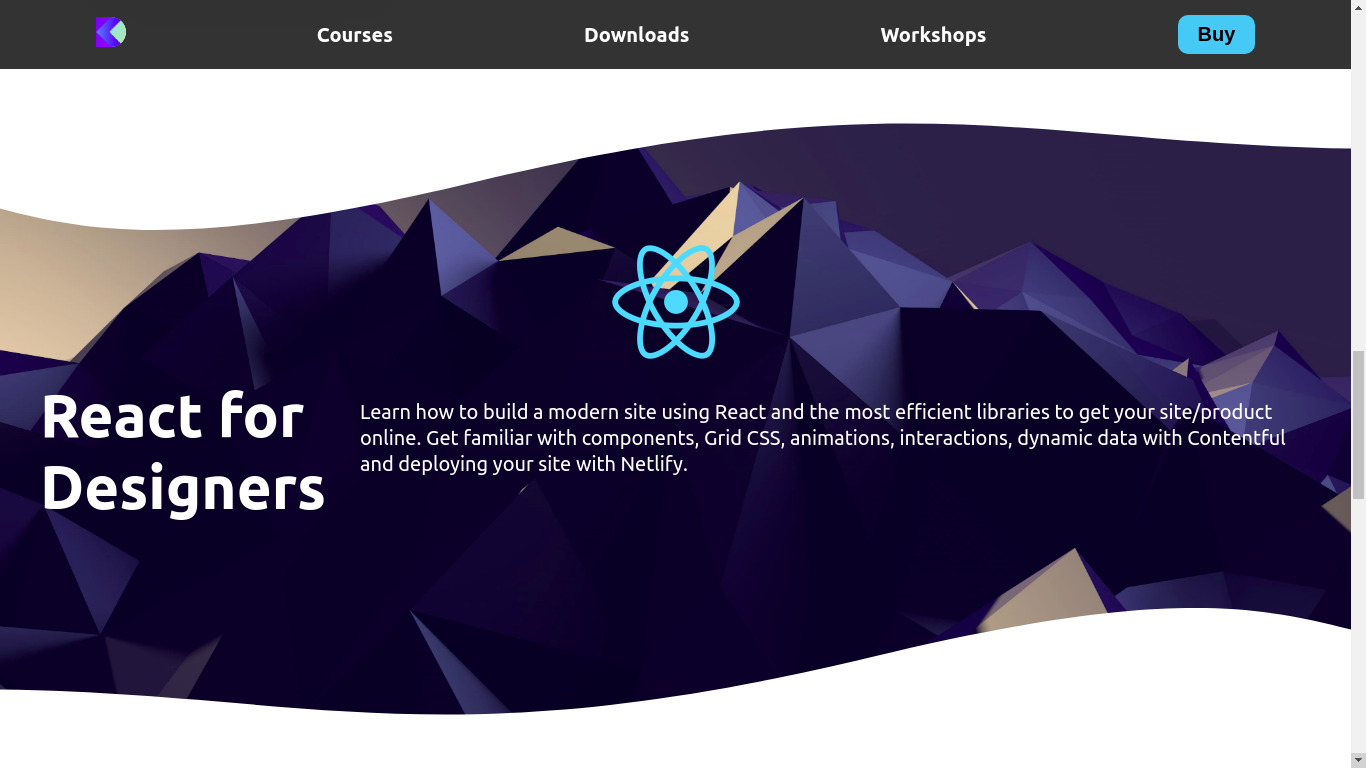 Courses Downloads Workshops Buy
React for
Designers
Learn how to build a modern site using React and the most efficient libraries to get your site/product
online. Get familiar with components, Grid CSS, animations, interactions, dynamic data with Contentful
and deploying your site with Netlify.